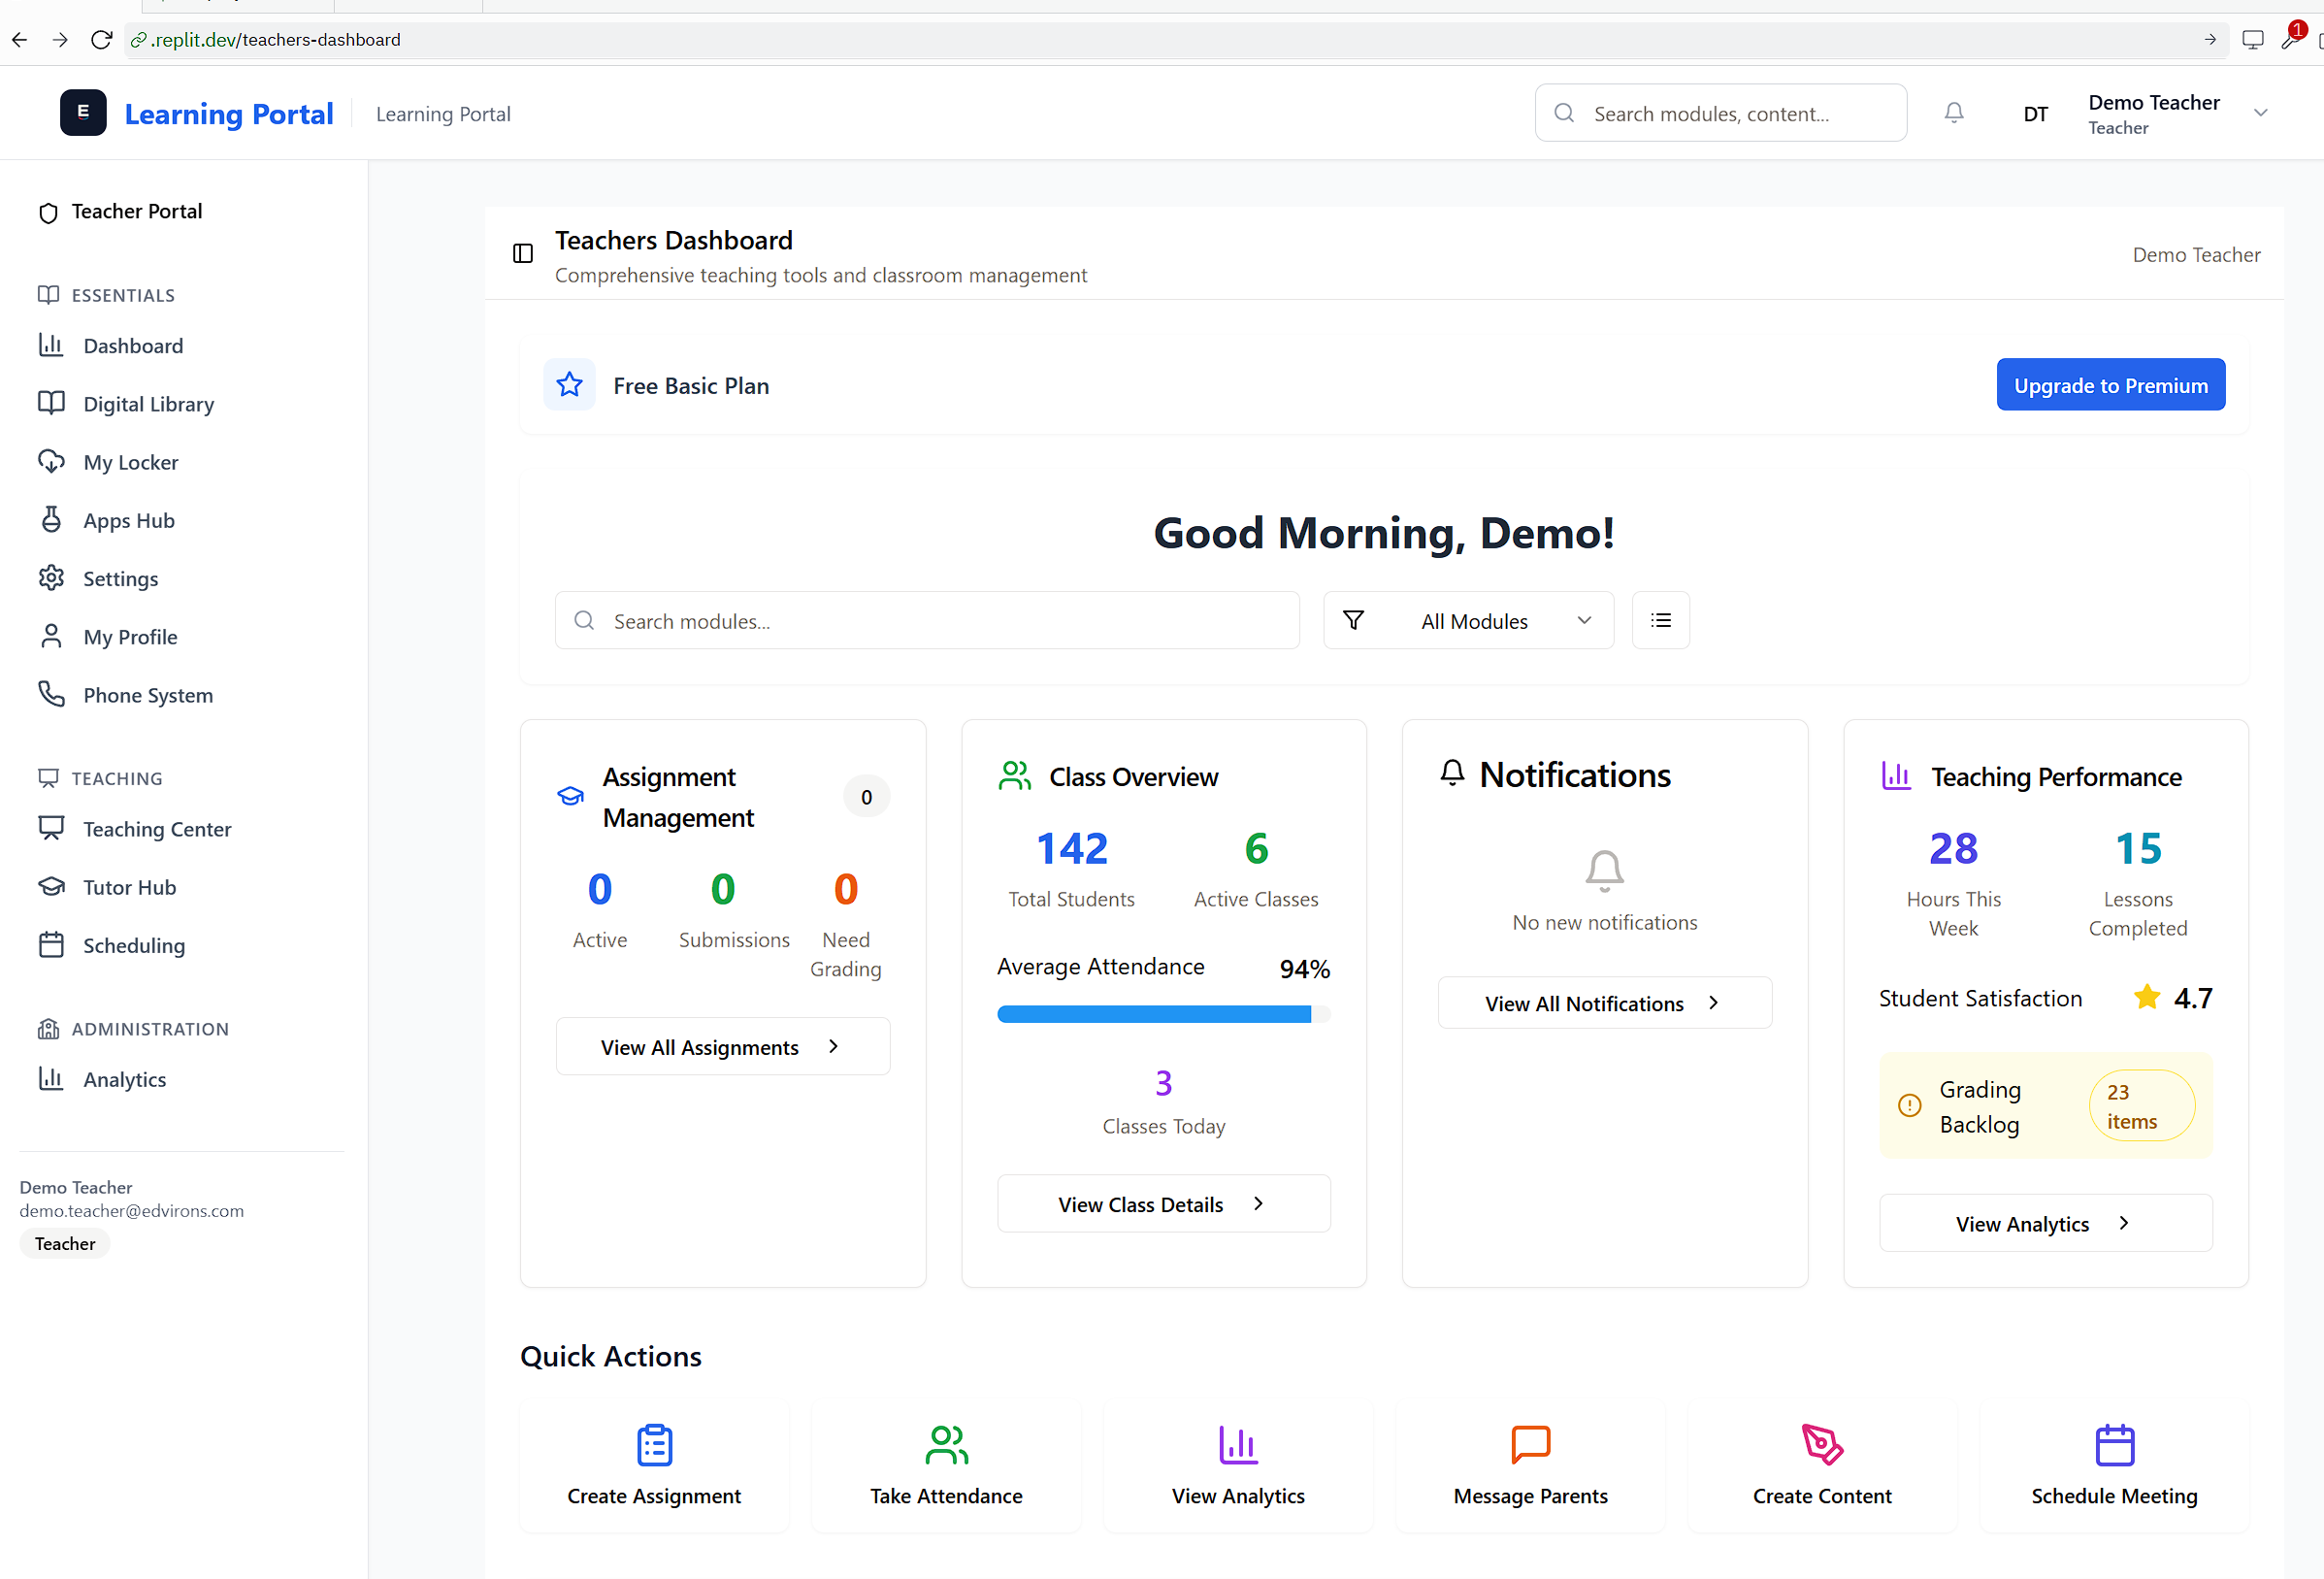 .replit.dev/teachers-dashboard
1
E
Learning Portal
Learning Portal
Search modules, content...
DT
Demo Teacher
Teacher
Teacher Portal
ESSENTIALS
Dashboard
Digital Library
My Locker
Apps Hub
Settings
My Profile
Phone System
TEACHING
Teaching Center
Tutor Hub
Scheduling
ADMINISTRATION
Analytics
Demo Teacher
demo.teacher@edvirons.com
Teacher
Teachers Dashboard
Comprehensive teaching tools and classroom management
Demo Teacher
Free Basic Plan
Upgrade to Premium
Good Morning, Demo!
Search modules...
All Modules
Assignment
Management
0
0
Active
0
Submissions
0
Need
Grading
View All Assignments
Class Overview
142
Total Students
6
Active Classes
Average Attendance
94%
3
Classes Today
View Class Details
Notifications
No new notifications
View All Notifications
Teaching Performance
28
Hours This
Week
15
Lessons
Completed
Student Satisfaction
4.7
Grading
Backlog
23
items
View Analytics
Quick Actions
Create Assignment
Take Attendance
View Analytics
Message Parents
Create Content
Schedule Meeting